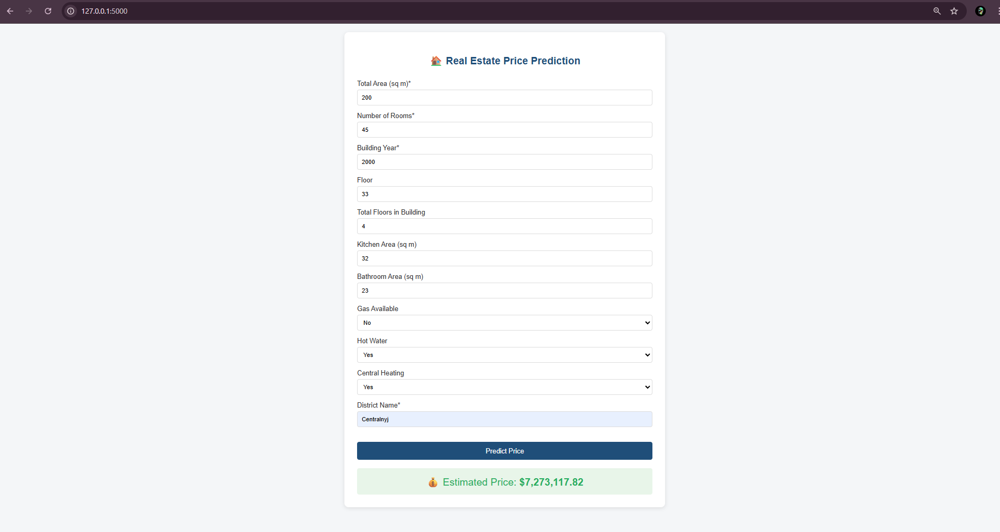 127.0.0.1:5000
Real Estate Price Prediction
Total Area (sq m)*
200
Number of Rooms*
45
Building Year*
2000
Floor
33
Total Floors in Building
4
Kitchen Area (sq m)
32
Bathroom Area (sq m)
23
Gas Available
No
Hot Water
Yes
Central Heating
Yes
District Name*
Centralnyj
Predict Price
Estimated Price: $7,273,117.82